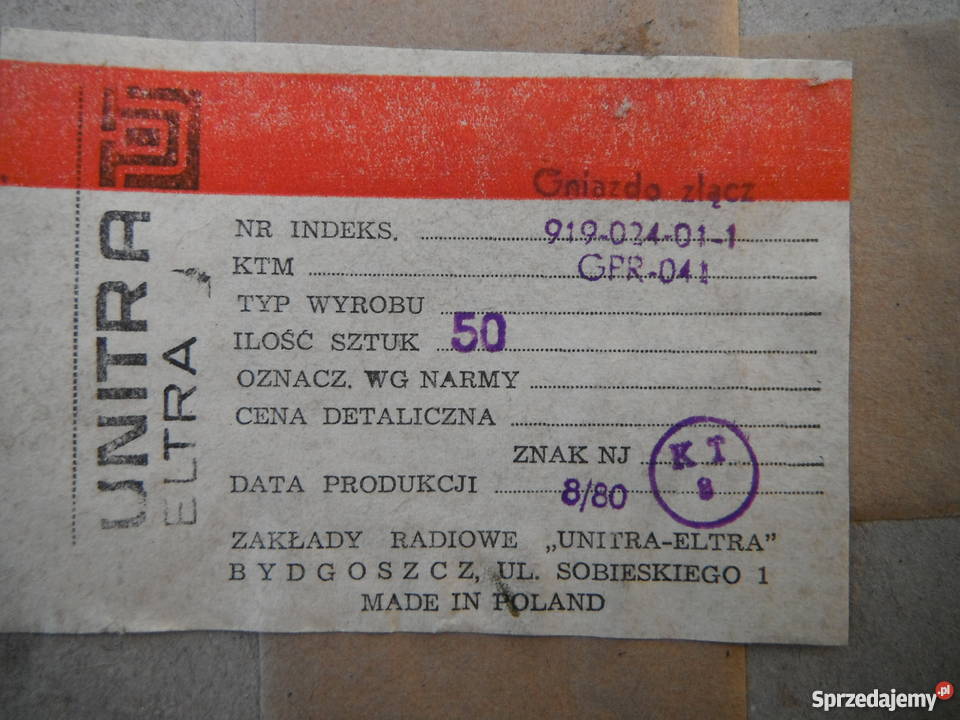 UNITRA
ELTRA
Gniazdo złącz
NR INDEKS. 919-024-01-1
KTM GPR-041
TYP WYROBU
ILOŚĆ SZTUK 50
OZNACZ. WG NARMY
CENA DETALICZNA
ZNAK NJ KT 8
DATA PRODUKCJI 8/80
ZAKŁADY RADIOWE „UNITRA-ELTRA”
BYDGOSZCZ, UL. SOBIESKIEGO 1
MADE IN POLAND
Sprzedajemy.pl